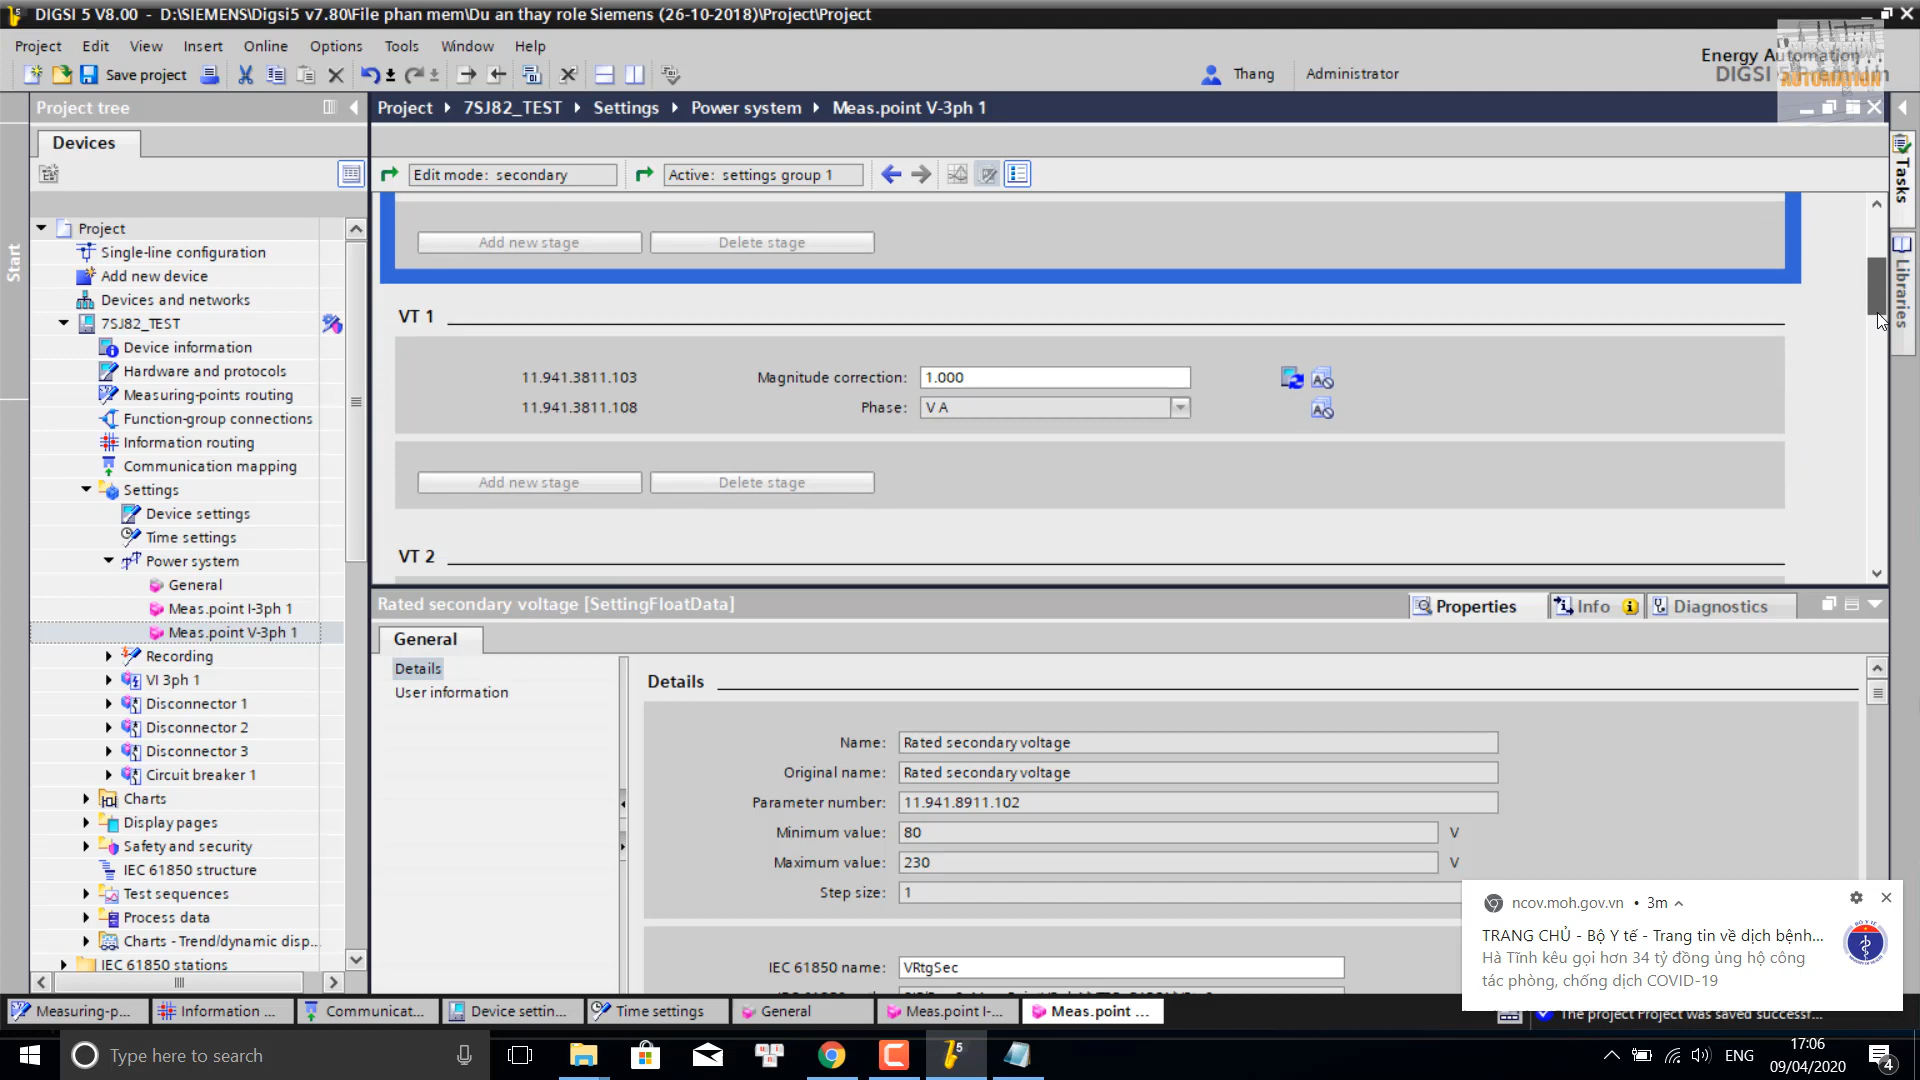 DIGSI 5 V8.00 - D:\SIEMENS\Digsi5 v7.80\File phan mem\Du an thay role Siemens (26-10-2018)\Project\Project
Project Edit View Insert Online Options Tools Window Help
Save project
Thang Administrator
Energy Automation
DIGSI 5 Premium
SUBSTATION
AUTOMATION
Project tree
Project 7SJ82_TEST Settings Power system Meas.point V-3ph 1
Devices
Edit mode: secondary
Active: settings group 1
Start
Tasks
Libraries
Project
Single-line configuration
Add new device
Devices and networks
7SJ82_TEST
Device information
Hardware and protocols
Measuring-points routing
Function-group connections
Information routing
Communication mapping
Settings
Device settings
Time settings
Power system
General
Meas.point I-3ph 1
Meas.point V-3ph 1
Recording
VI 3ph 1
Disconnector 1
Disconnector 2
Disconnector 3
Circuit breaker 1
Charts
Display pages
Safety and security
IEC 61850 structure
Test sequences
Process data
Charts - Trend/dynamic disp...
IEC 61850 stations
Add new stage Delete stage
VT 1
11.941.3811.103 Magnitude correction: 1.000
11.941.3811.108 Phase: V A
Add new stage Delete stage
VT 2
Rated secondary voltage [SettingFloatData]
Properties Info Diagnostics
General
Details
User information
Details
Name: Rated secondary voltage
Original name: Rated secondary voltage
Parameter number: 11.941.8911.102
Minimum value: 80 V
Maximum value: 230 V
Step size: 1
IEC 61850 name: VRtgSec
ncov.moh.gov.vn • 3m
TRANG CHỦ - Bộ Y tế - Trang tin về dịch bệnh...
Hà Tĩnh kêu gọi hơn 34 tỷ đồng ủng hộ công
tác phòng, chống dịch COVID-19
Measuring-p... Information ... Communicat... Device settin... Time settings General Meas.point I-... Meas.point ...
The project Project was saved successf...
Type here to search
ENG
17:06
09/04/2020
4